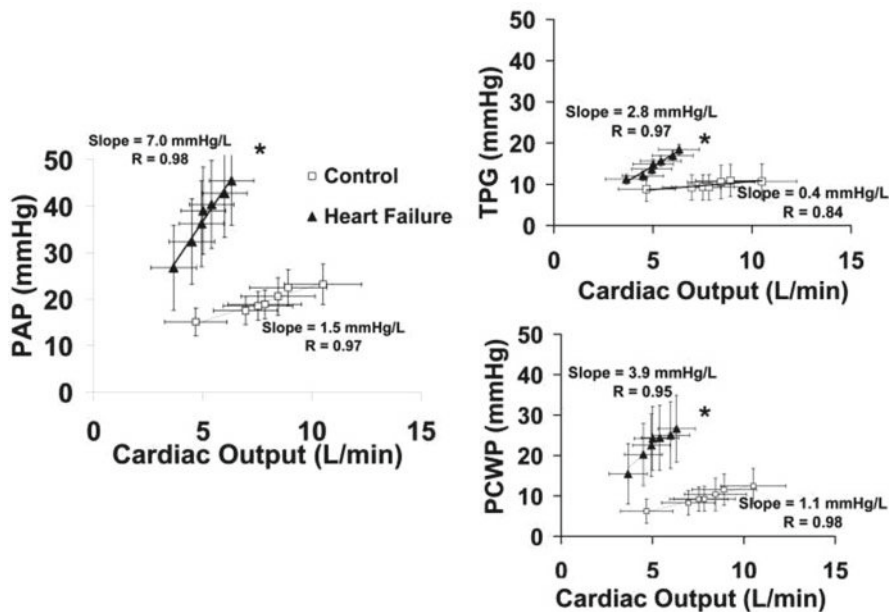 PAP (mmHg)
50
40
30
20
10
0
Slope = 7.0 mmHg/L
R = 0.98
*
Control
Heart Failure
Slope = 1.5 mmHg/L
R = 0.97
0 5 10 15
Cardiac Output (L/min)
TPG (mmHg)
50
40
30
20
10
0
Slope = 2.8 mmHg/L
R = 0.97
*
Slope = 0.4 mmHg/L
R = 0.84
0 5 10 15
Cardiac Output (L/min)
PCWP (mmHg)
50
40
30
20
10
0
Slope = 3.9 mmHg/L
R = 0.95
*
Slope = 1.1 mmHg/L
R = 0.98
0 5 10 15
Cardiac Output (L/min)